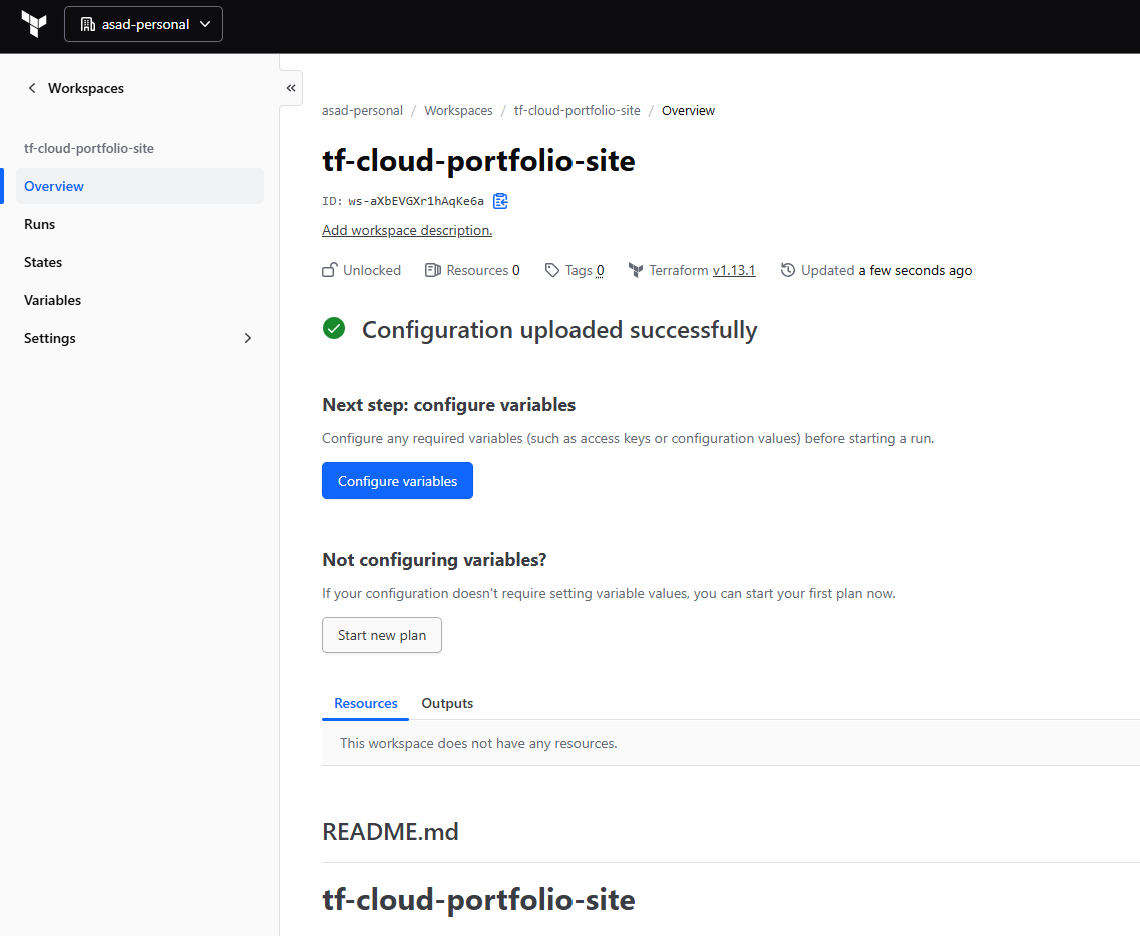 asad-personal
Workspaces
tf-cloud-portfolio-site
Overview
Runs
States
Variables
Settings
asad-personal / Workspaces / tf-cloud-portfolio-site / Overview
tf-cloud-portfolio-site
ID: ws-aXbEVGXr1hAqKe6a
Add workspace description.
Unlocked Resources 0 Tags 0 Terraform v1.13.1 Updated a few seconds ago
Configuration uploaded successfully
Next step: configure variables
Configure any required variables (such as access keys or configuration values) before starting a run.
Configure variables
Not configuring variables?
If your configuration doesn't require setting variable values, you can start your first plan now.
Start new plan
Resources Outputs
This workspace does not have any resources.
README.md
tf-cloud-portfolio-site